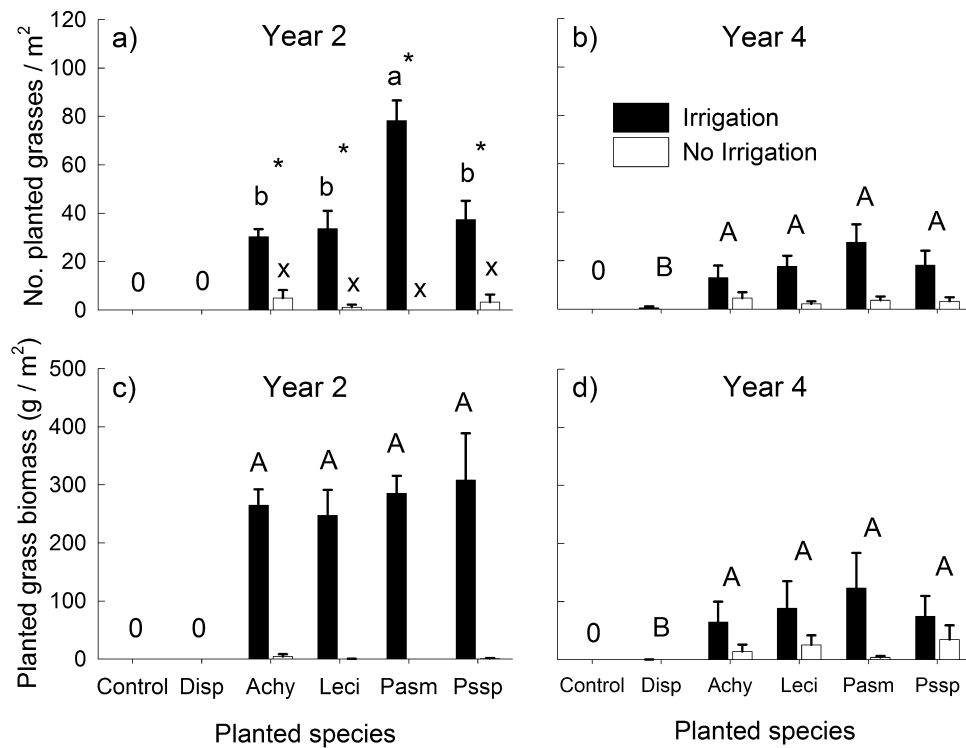 a) Year 2
No. planted grasses / m²
120
100
80
60
40
20
0
0 0 b * x b * x a * x b * x
b) Year 4
Irrigation
No Irrigation
0 B A A A A
c) Year 2
Planted grass biomass (g / m²)
500
400
300
200
100
0
0 0 A A A A
Control Disp Achy Leci Pasm Pssp
Planted species
d) Year 4
0 B A A A A
Control Disp Achy Leci Pasm Pssp
Planted species